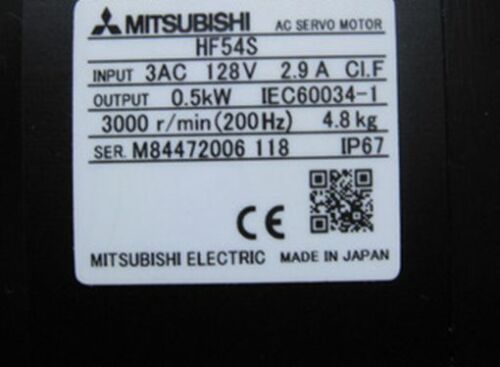 MITSUBISHI AC SERVO MOTOR
HF54S
INPUT 3AC 128V 2.9 A Cl.F
OUTPUT 0.5kW IEC60034-1
3000 r/min(200Hz) 4.8 kg
SER. M84472006 118 IP67
CE
MITSUBISHI ELECTRIC MADE IN JAPAN